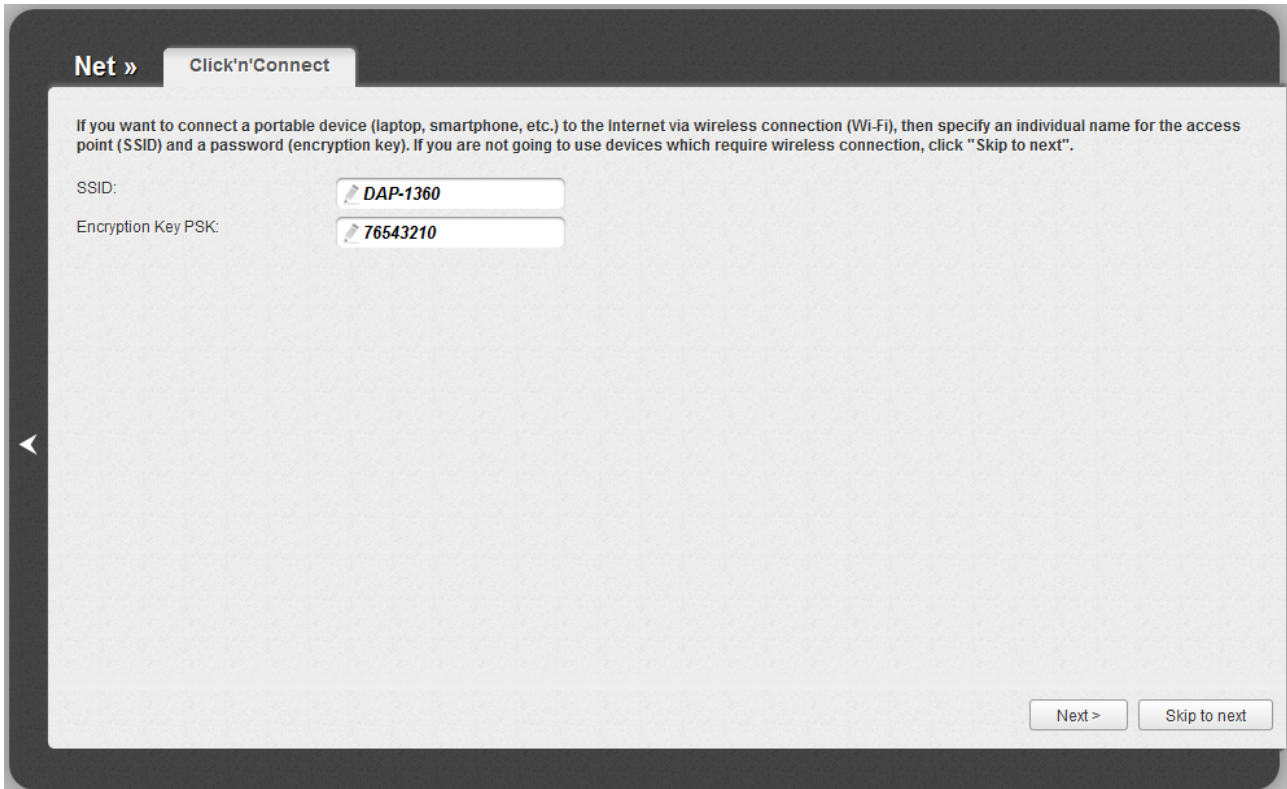 Net »
Click'n'Connect
If you want to connect a portable device (laptop, smartphone, etc.) to the Internet via wireless connection (Wi-Fi), then specify an individual name for the access
point (SSID) and a password (encryption key). If you are not going to use devices which require wireless connection, click "Skip to next".
SSID:
DAP-1360
Encryption Key PSK:
76543210
Next >
Skip to next